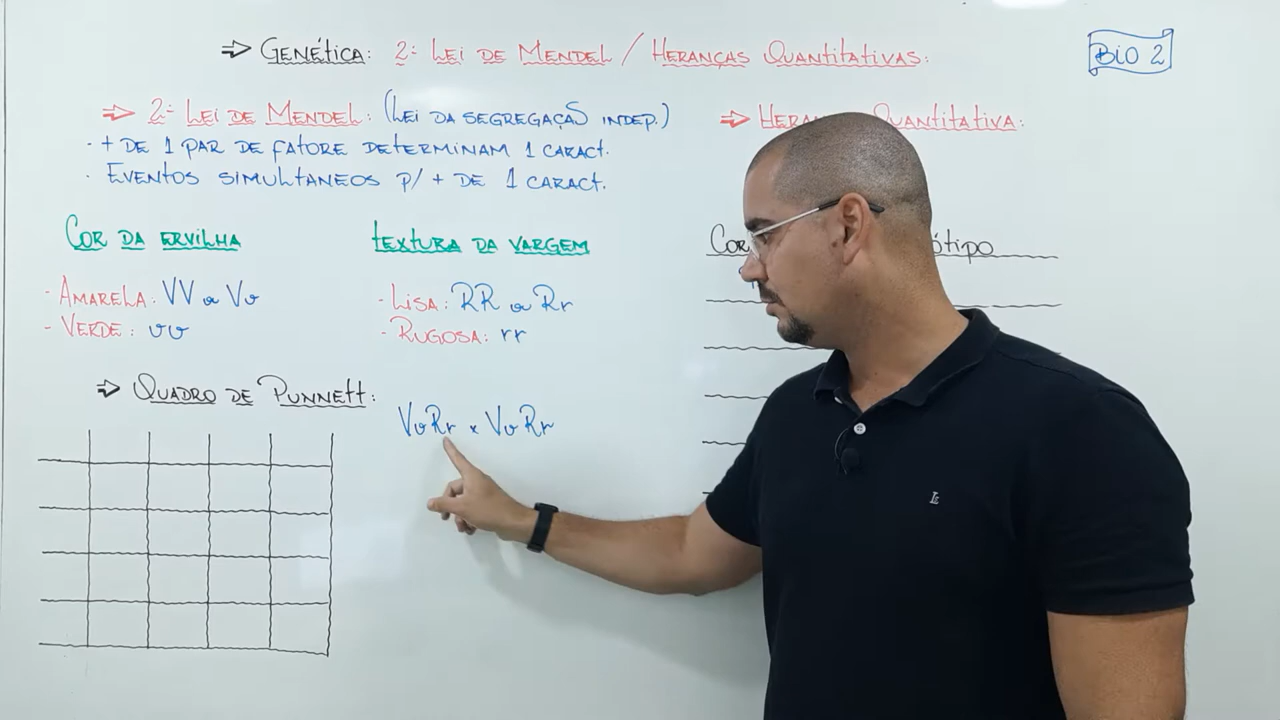 ⇒ GENÉTICA: 2ª LEI DE MENDEL / HERANÇAS QUANTITATIVAS:
BIO 2
⇒ 2ª LEI DE MENDEL: (LEI DA SEGREGAÇAÕ INDEP.)
· + DE 1 PAR DE FATORE DETERMINAM 1 CARACT.
· EVENTOS SIMULTANEOS P/ + DE 1 CARACT.
COR DA ERVILHA
- AMARELA: VV ou Vv
- VERDE: vv
TEXTURA DA VARGEM
- LISA: RR ou Rr
- RUGOSA: rr
⇒ QUADRO DE PUNNETT:
VvRr x VvRr
⇒ QUANTITATIVA:
Cor